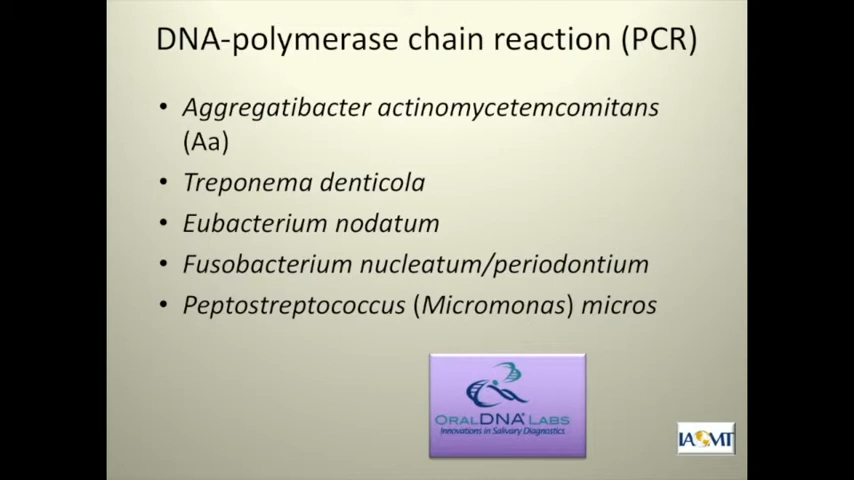 DNA-polymerase chain reaction (PCR)
• Aggregatibacter actinomycetemcomitans
(Aa)
• Treponema denticola
• Eubacterium nodatum
• Fusobacterium nucleatum/periodontium
• Peptostreptococcus (Micromonas) micros
ORALDNA® LABS
Innovations in Salivary Diagnostics
IAOMT